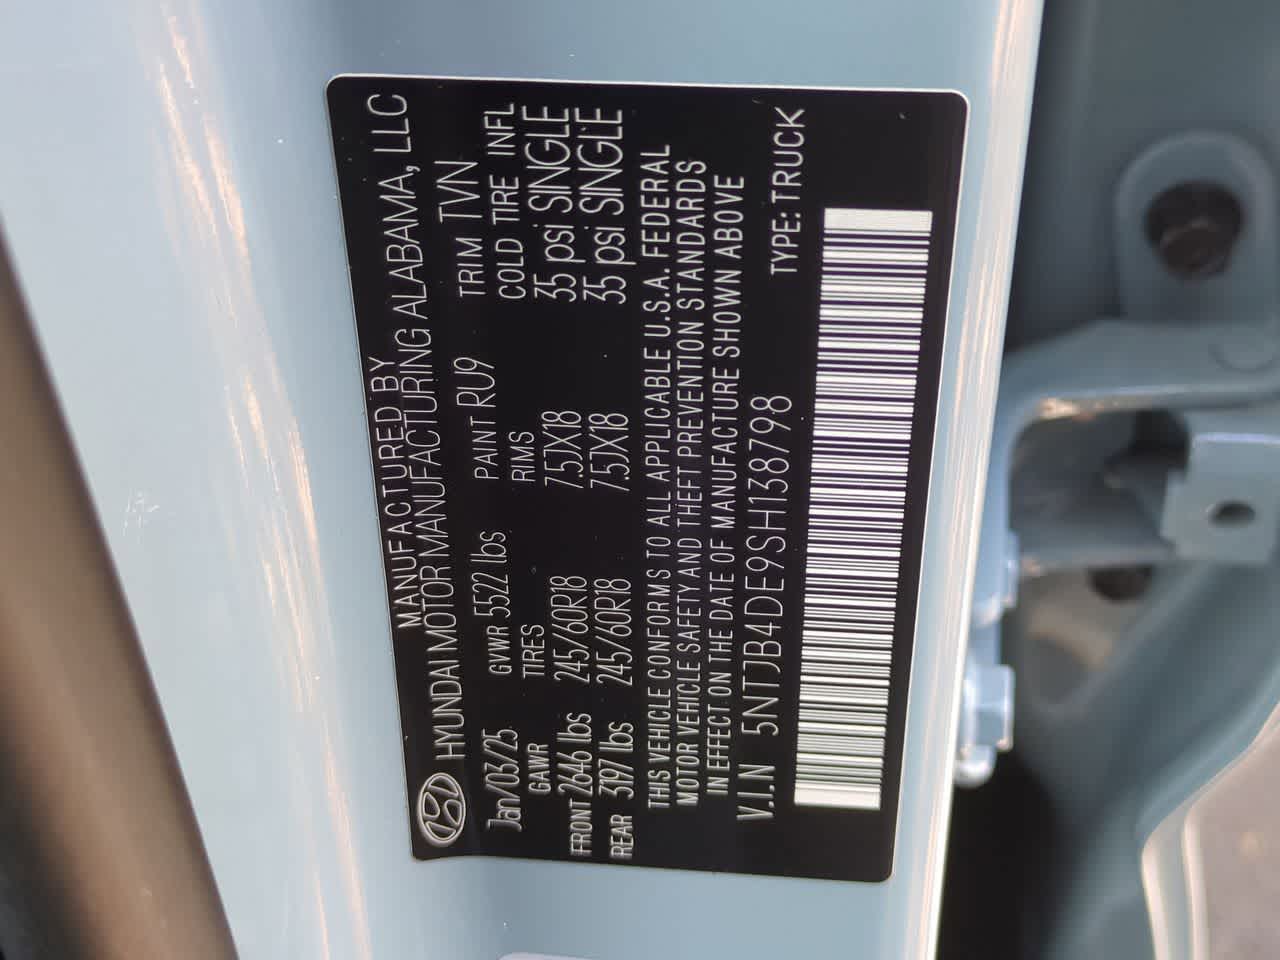 MANUFACTURED BY
HYUNDAI MOTOR MANUFACTURING ALABAMA, LLC
Jan/03/25 GVWR 5522 lbs PAINT RU9 TRIM TVN
GAWR TIRES RIMS COLD TIRE INFL
FRONT 2646 lbs 245/60R18 7.5JX18 35 psi SINGLE
REAR 3197 lbs 245/60R18 7.5JX18 35 psi SINGLE
THIS VEHICLE CONFORMS TO ALL APPLICABLE U.S.A. FEDERAL
MOTOR VEHICLE SAFETY AND THEFT PREVENTION STANDARDS
IN EFFECT ON THE DATE OF MANUFACTURE SHOWN ABOVE
V.I.N 5NTJB4DE9SH138798 TYPE: TRUCK